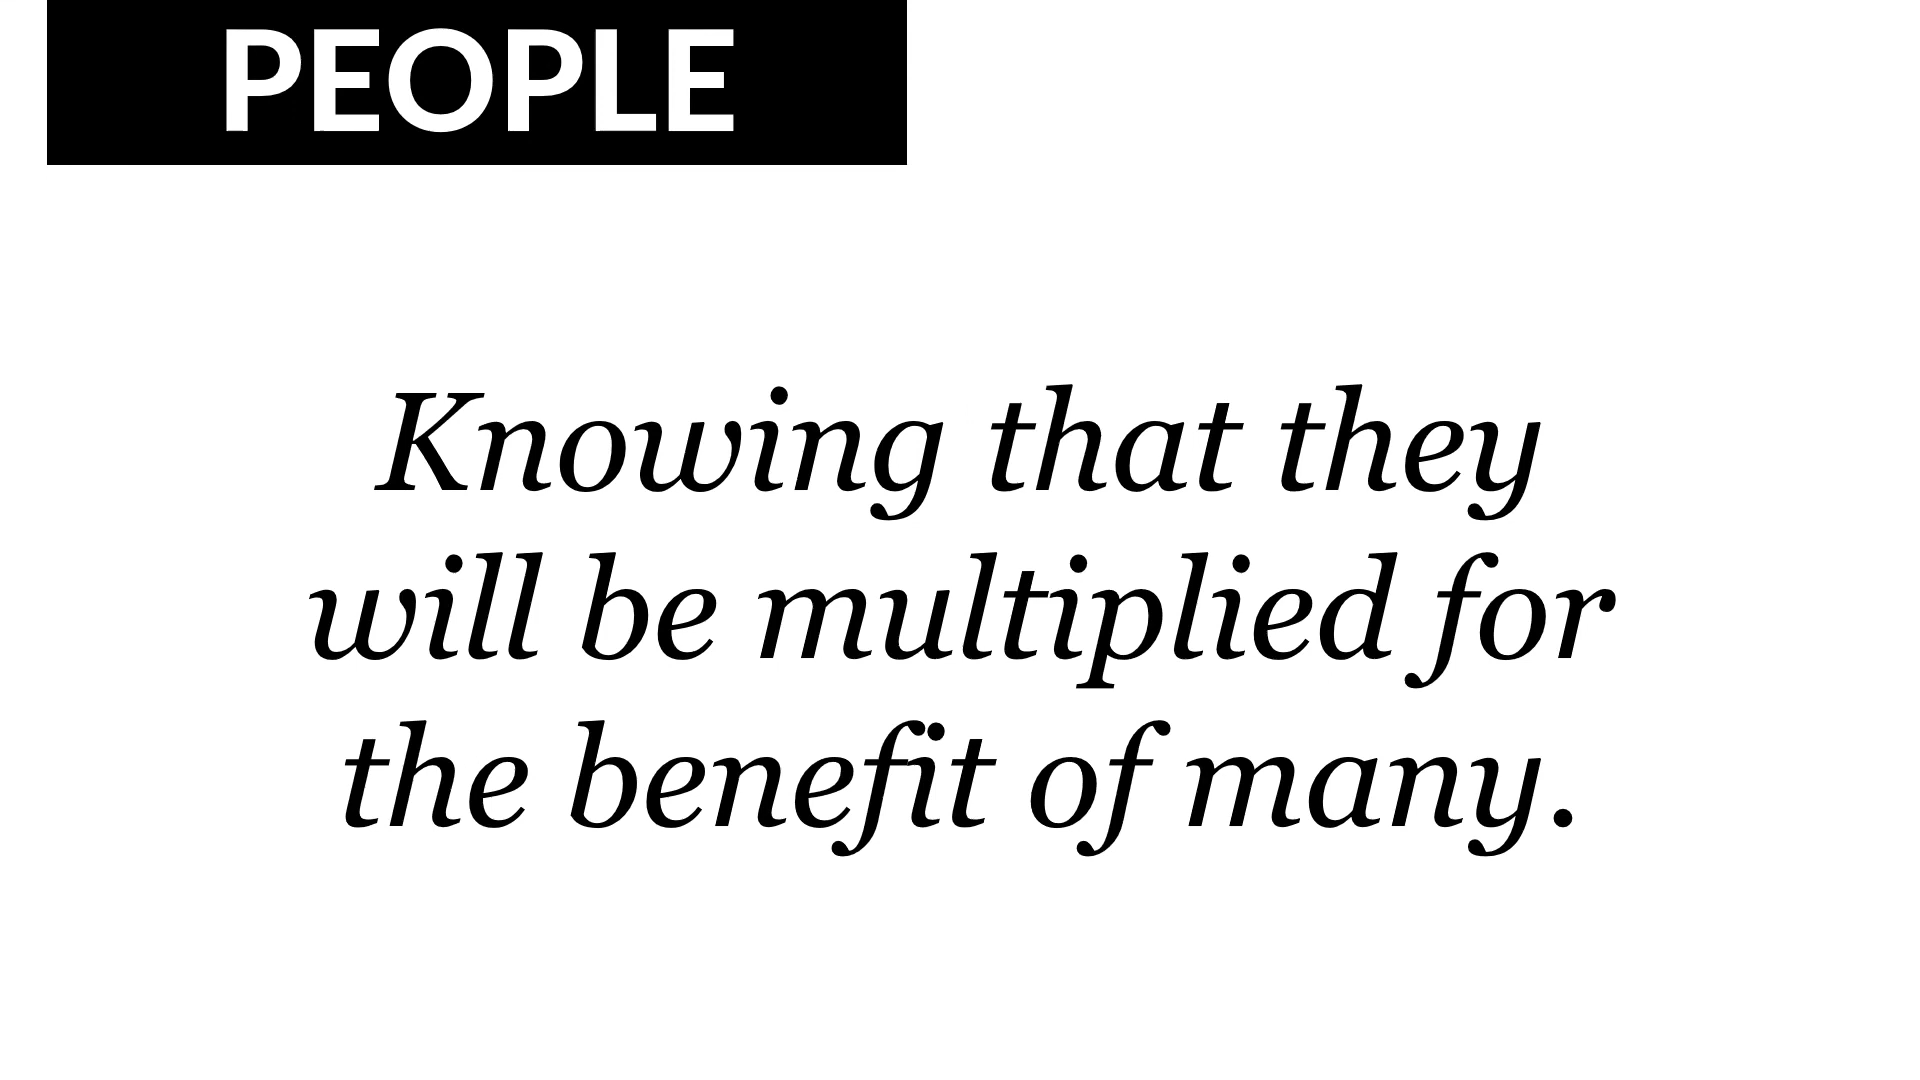 PEOPLE
Knowing that they
will be multiplied for
the benefit of many.